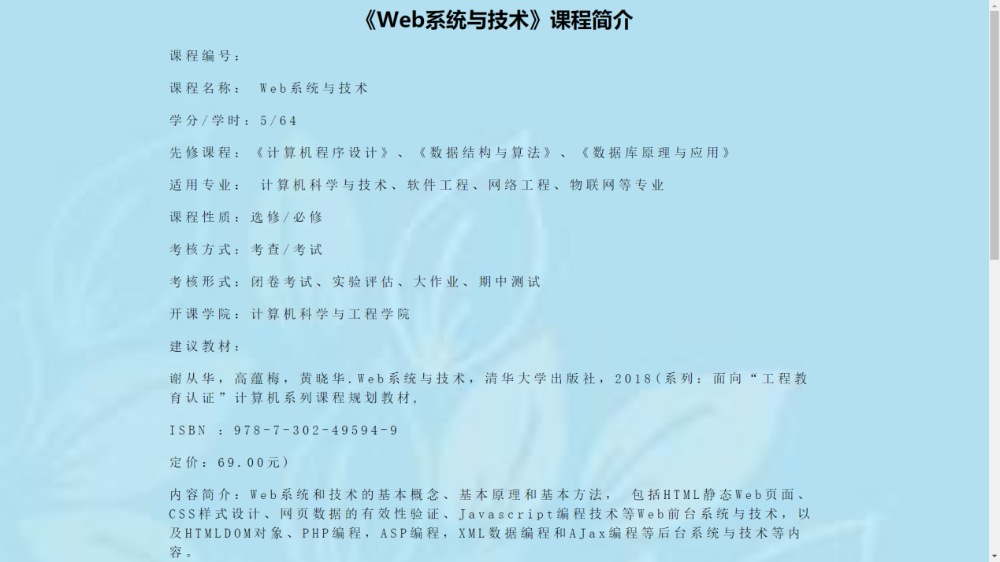 《Web系统与技术》课程简介
课程编号：
课程名称： Web系统与技术
学分/学时：5/64
先修课程：《计算机程序设计》、《数据结构与算法》、《数据库原理与应用》
适用专业： 计算机科学与技术、软件工程、网络工程、物联网等专业
课程性质：选修/必修
考核方式：考查/考试
考核形式：闭卷考试、实验评估、大作业、期中测试
开课学院：计算机科学与工程学院
建议教材：
谢从华，高蕴梅，黄晓华.Web系统与技术，清华大学出版社，2018(系列：面向“工程教
育认证”计算机系列课程规划教材,
ISBN ：978-7-302-49594-9
定价：69.00元)
内容简介：Web系统和技术的基本概念、基本原理和基本方法， 包括HTML静态Web页面、
CSS样式设计、网页数据的有效性验证、Javascript编程技术等Web前台系统与技术，以
及HTMLDOM对象、PHP编程，ASP编程，XML数据编程和AJax编程等后台系统与技术等内
容。